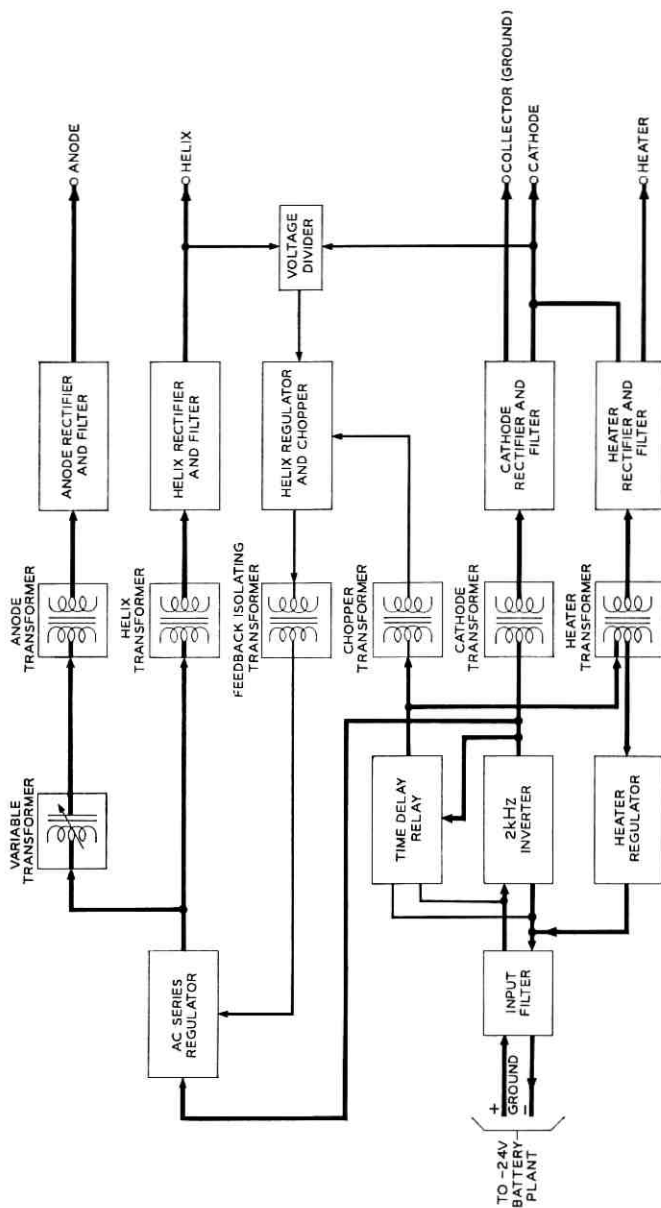 VARIABLE
TRANSFORMER
ANODE
TRANSFORMER
ANODE RECTIFIER
AND FILTER
ANODE
AC SERIES
REGULATOR
HELIX
TRANSFORMER
HELIX RECTIFIER
AND FILTER
HELIX
FEEDBACK ISOLATING
TRANSFORMER
HELIX REGULATOR
AND CHOPPER
VOLTAGE
DIVIDER
TIME DELAY
RELAY
CHOPPER
TRANSFORMER
TO -24V
BATTERY
PLANT
+
GROUND
-
INPUT
FILTER
2kHz
INVERTER
CATHODE
TRANSFORMER
CATHODE
RECTIFIER AND
FILTER
COLLECTOR (GROUND)
CATHODE
HEATER
REGULATOR
HEATER
TRANSFORMER
HEATER
RECTIFIER AND
FILTER
HEATER